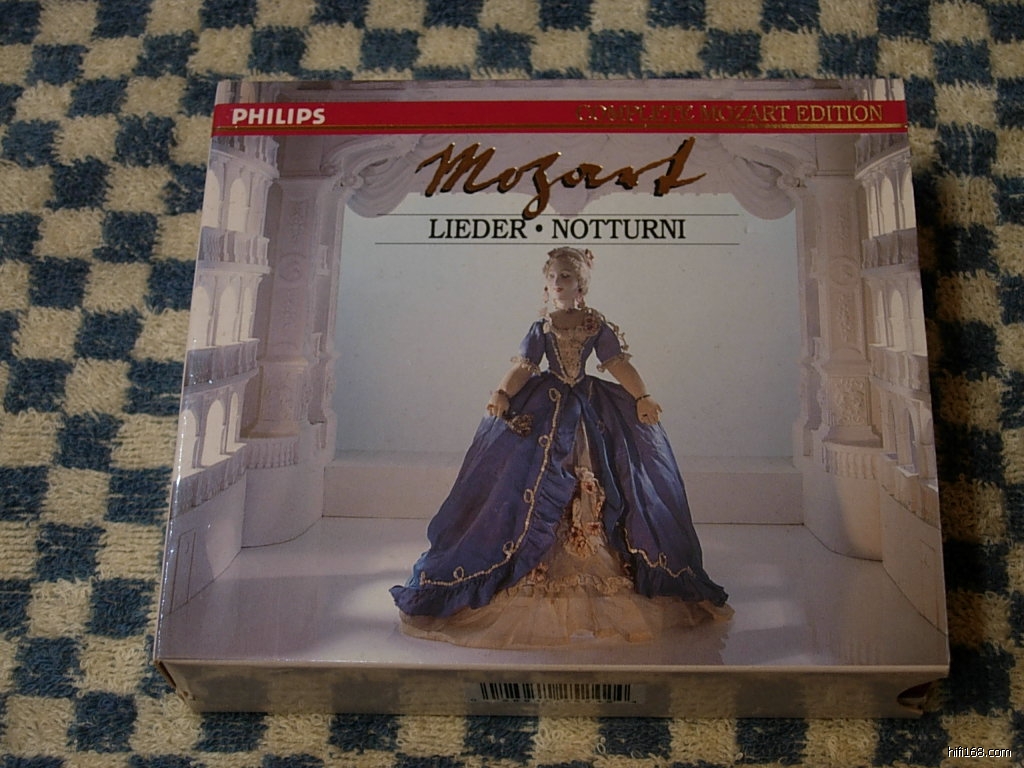 PHILIPS
COMPLETE MOZART EDITION
Mozart
LIEDER • NOTTURNI
hifi168.com